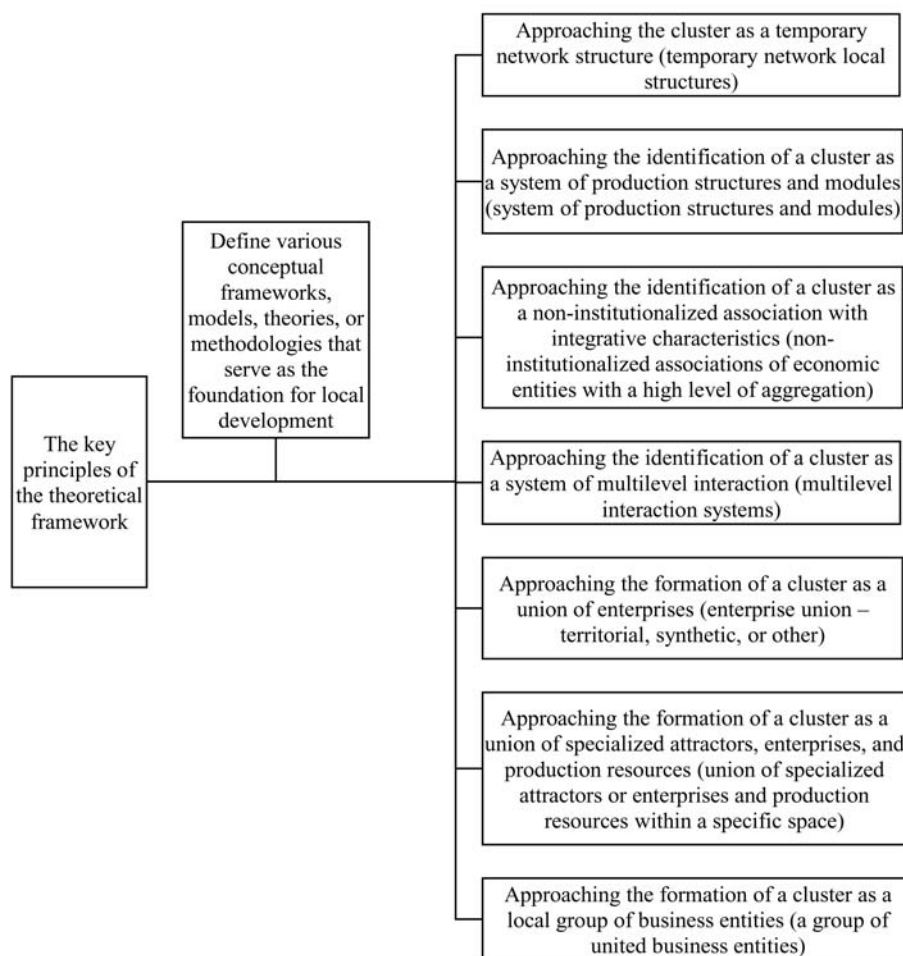 The key
principles of
the theoretical
framework
Define various
conceptual
frameworks,
models, theories, or
methodologies that
serve as the
foundation for local
development
Approaching the cluster as a temporary
network structure (temporary network local
structures)
Approaching the identification of a cluster as
a system of production structures and modules
(system of production structures and modules)
Approaching the identification of a cluster as
a non-institutionalized association with
integrative characteristics (non-
institutionalized associations of economic
entities with a high level of aggregation)
Approaching the identification of a cluster as
a system of multilevel interaction (multilevel
interaction systems)
Approaching the formation of a cluster as a
union of enterprises (enterprise union –
territorial, synthetic, or other)
Approaching the formation of a cluster as a
union of specialized attractors, enterprises, and
production resources (union of specialized
attractors or enterprises and production
resources within a specific space)
Approaching the formation of a cluster as a
local group of business entities (a group of
united business entities)